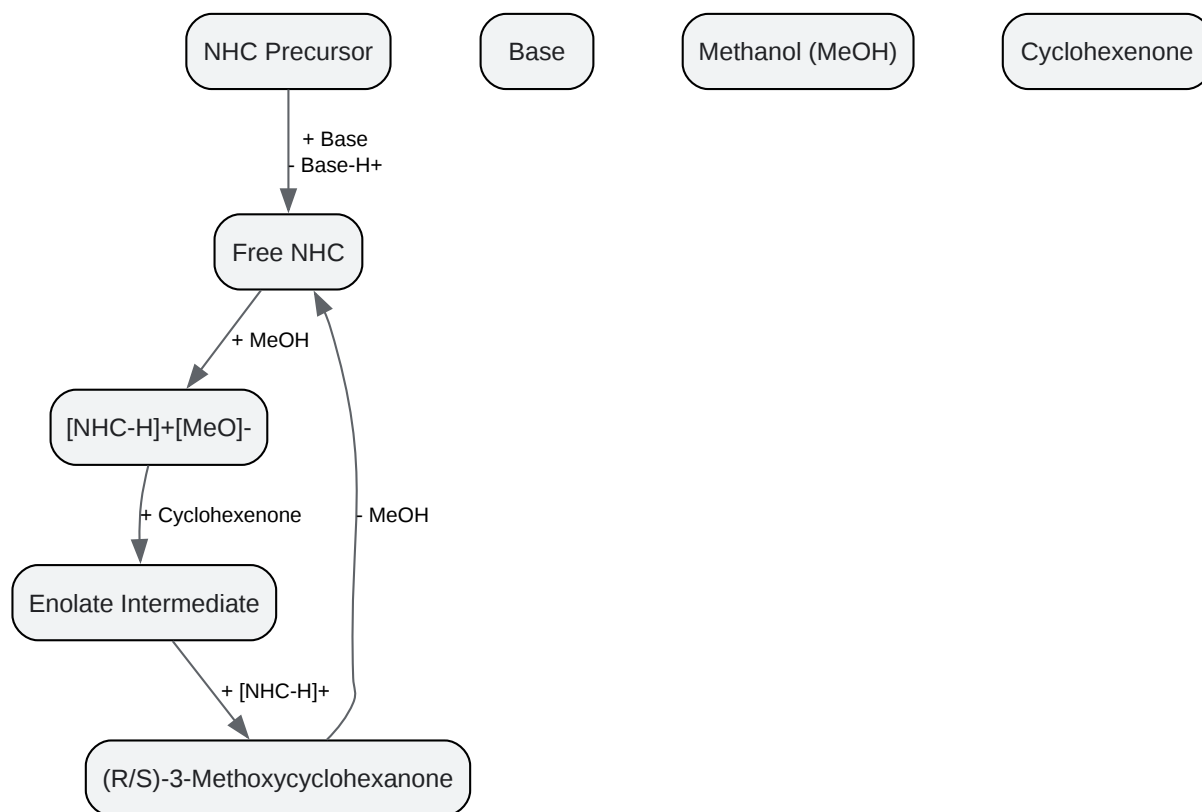 NHC Precursor
Base
Methanol (MeOH)
Cyclohexenone
+ Base
- Base-H+
Free NHC
+ MeOH
[NHC-H]+[MeO]-
+ Cyclohexenone
- MeOH
Enolate Intermediate
+ [NHC-H]+
(R/S)-3-Methoxycyclohexanone